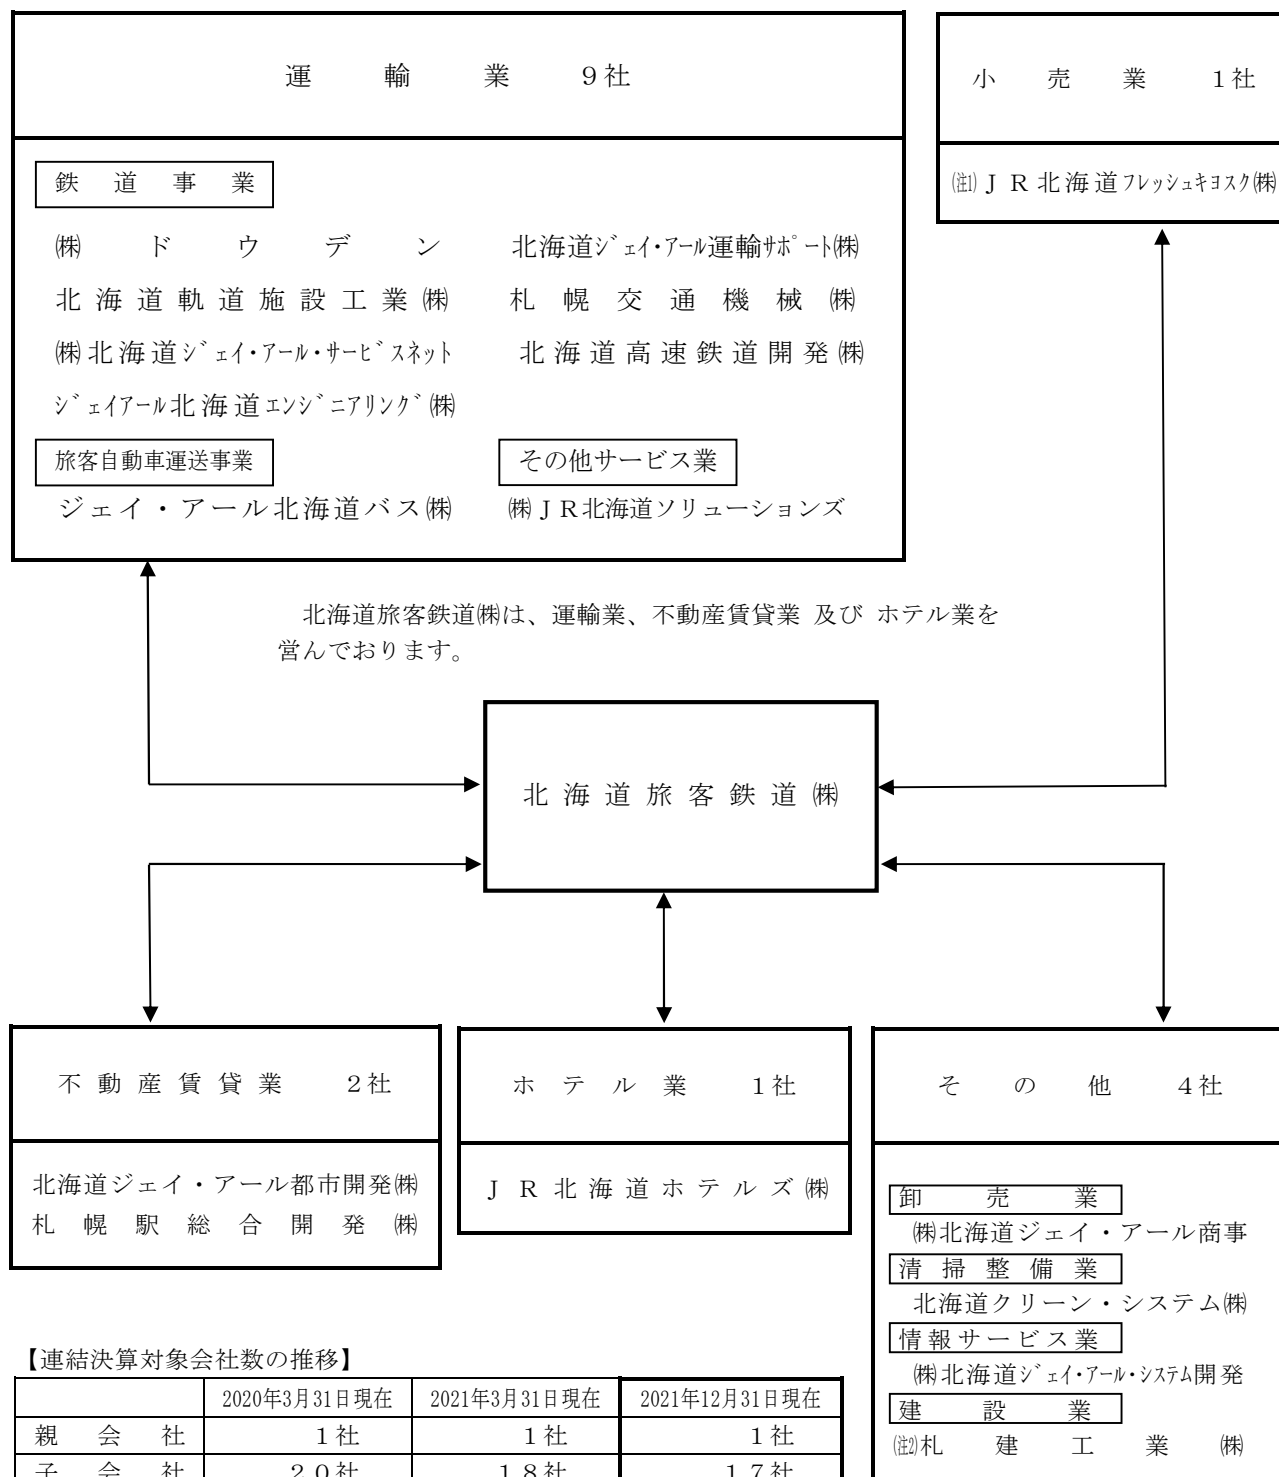 運輸業 9社
鉄道事業
㈱ドウデン 北海道ジェイ・アール運輸サポート㈱
北海道軌道施設工業㈱ 札幌交通機械㈱
㈱北海道ジェイ・アール・サービスネット 北海道高速鉄道開発㈱
ジェイアール北海道エンジニアリング㈱
旅客自動車運送事業 その他サービス業
ジェイ・アール北海道バス㈱ ㈱JR北海道ソリューションズ
小売業 1社
(注1)JR北海道フレッシュキヨスク㈱
北海道旅客鉄道㈱は、運輸業、不動産賃貸業 及び ホテル業を
営んでおります。
北海道旅客鉄道㈱
不動産賃貸業 2社
北海道ジェイ・アール都市開発㈱
札幌駅総合開発㈱
ホテル業 1社
JR北海道ホテルズ㈱
その他 4社
卸売業
㈱北海道ジェイ・アール商事
清掃整備業
北海道クリーン・システム㈱
情報サービス業
㈱北海道ジェイ・アール・システム開発
建設業
(注2)札建工業㈱
【連結決算対象会社数の推移】
2020年3月31日現在 2021年3月31日現在 2021年12月31日現在
親会社 1社 1社 1社
子会社 20社 18社 17社